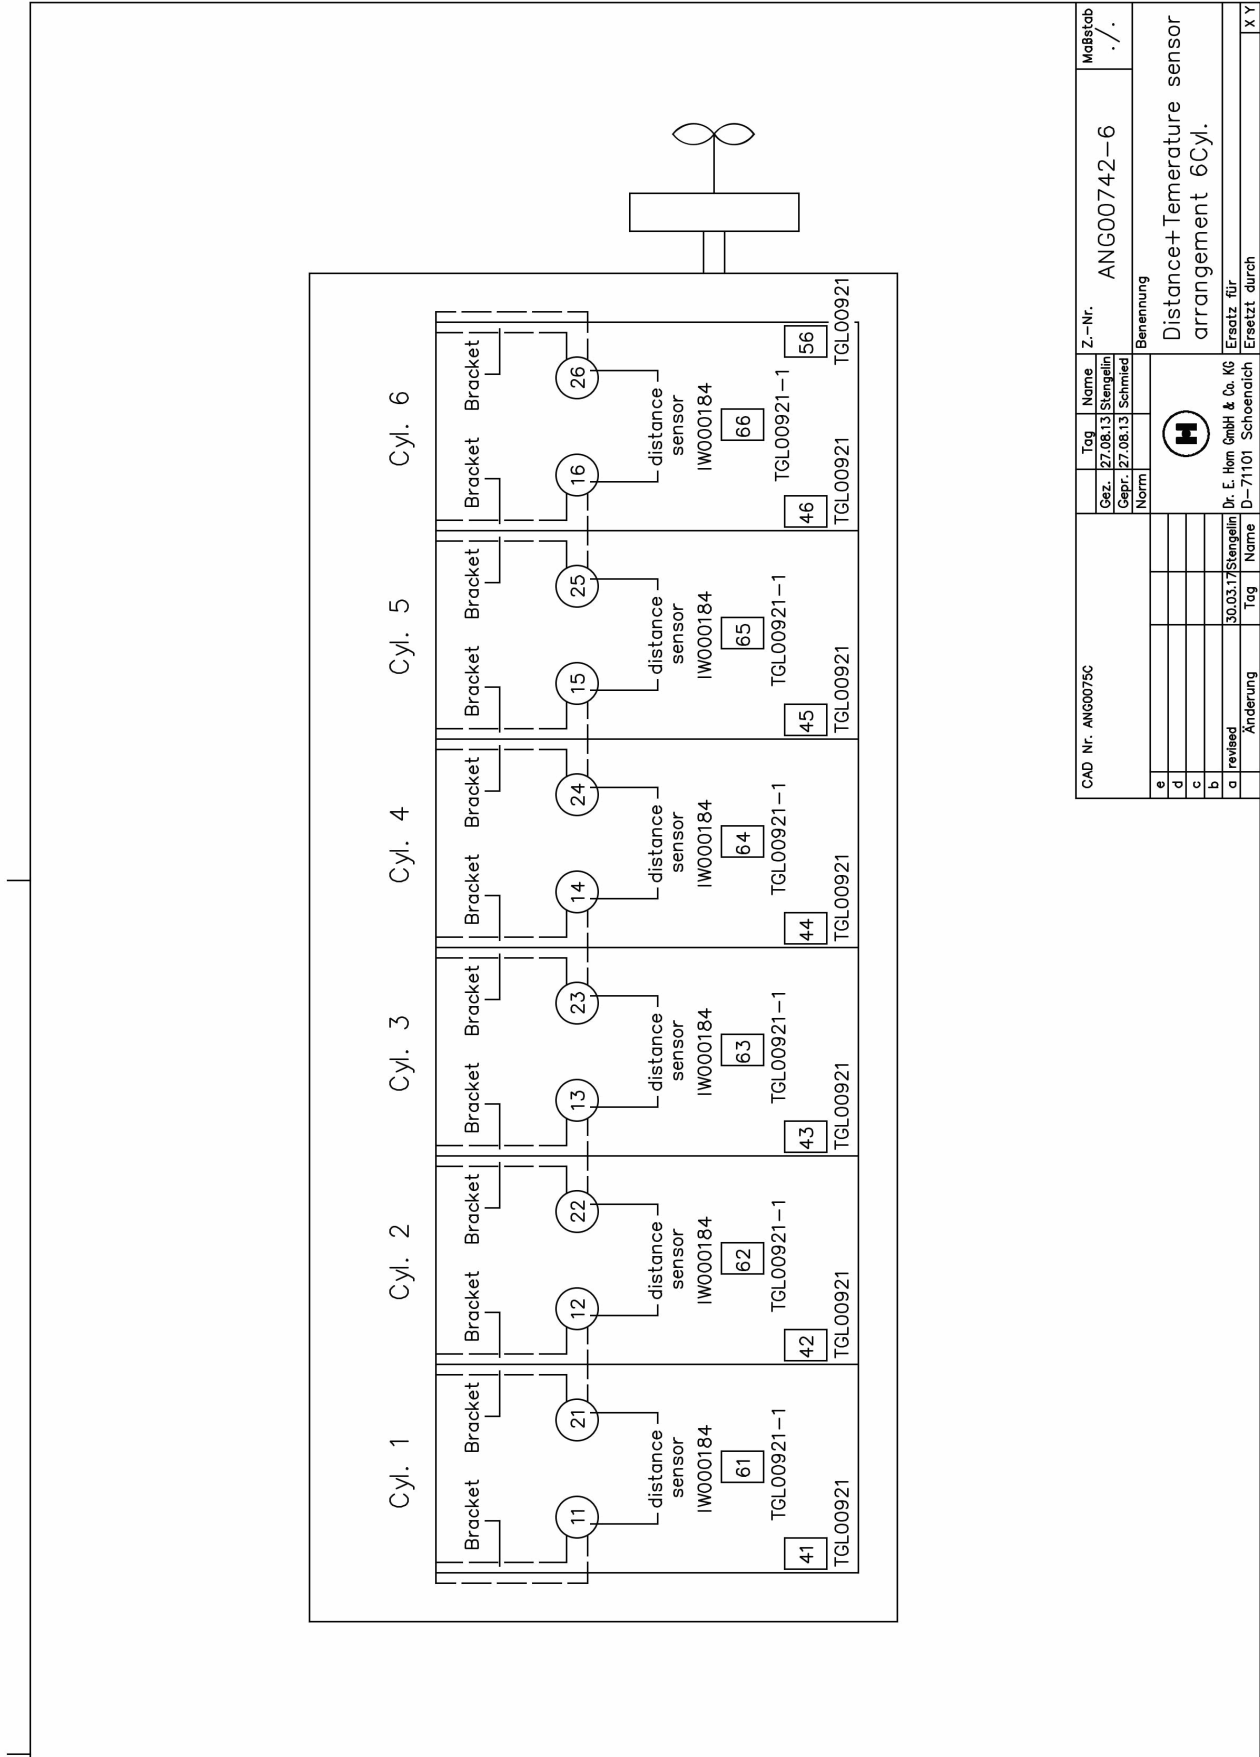 Cyl. 1
Cyl. 2
Cyl. 3
Cyl. 4
Cyl. 5
Cyl. 6
Bracket
Bracket
Bracket
Bracket
Bracket
Bracket
Bracket
Bracket
Bracket
Bracket
Bracket
Bracket
11
21
12
22
13
23
14
24
15
25
16
26
distance
sensor
distance
sensor
distance
sensor
distance
sensor
distance
sensor
distance
sensor
IW000184
IW000184
IW000184
IW000184
IW000184
IW000184
61
62
63
64
65
66
TGL00921-1
TGL00921-1
TGL00921-1
TGL00921-1
TGL00921-1
TGL00921-1
41
42
43
44
45
46
56
TGL00921
TGL00921
TGL00921
TGL00921
TGL00921
TGL00921
TGL00921
CAD Nr. ANG0075C
Tag Name
Gez. 27.08.13 Stengelin
Gepr. 27.08.13 Schmied
Norm
Z.-Nr.
ANG00742-6
Maßstab
./.
Benennung
Distance+Temerature sensor
arrangement 6Cyl.
e
d
c
b
a revised 30.03.17 Stengelin
Änderung Tag Name
H
Dr. E. Horn GmbH & Co. KG
D-71101 Schoenaich
Ersatz für
Ersetzt durch
X Y